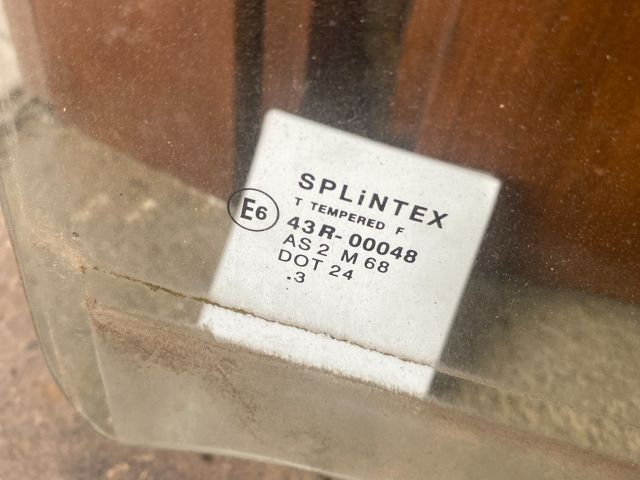 SPLiNTEX
T TEMPERED F
E6
43R-00048
AS 2 M 68
DOT 24
.3